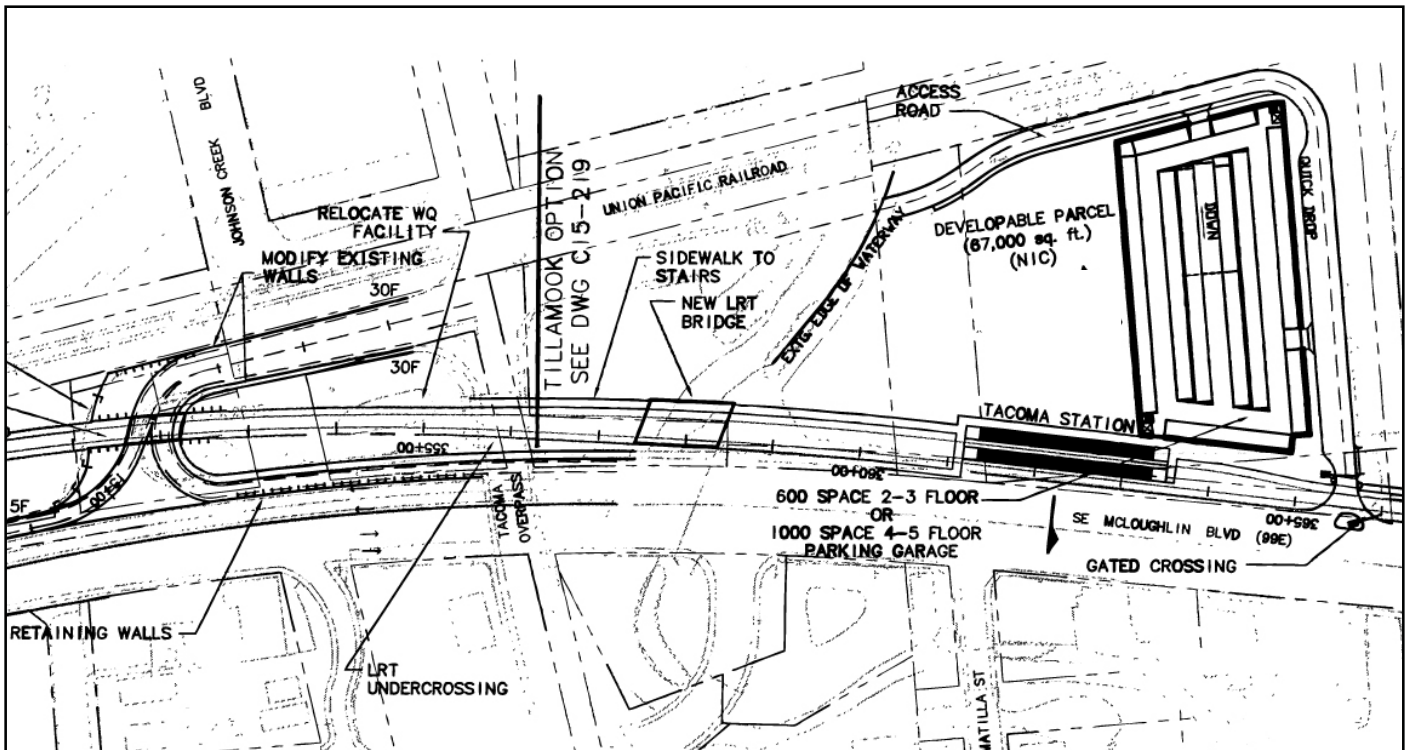 JOHNSON CREEK BLVD
RELOCATE WQ
FACILITY
MODIFY EXISTING
WALLS
30F
30F
TILLAMOOK OPTION
SEE DWG C15-219
UNION PACIFIC RAILROAD
ACCESS
ROAD
SIDEWALK TO
STAIRS
NEW LRT
BRIDGE
EXTG. EDGE OF WATERWAY
DEVELOPABLE PARCEL
(67,000 sq. ft.)
(NIC)
DOWN
QUICK DROP
TACOMA STATION
355+00
360+00
365+00
5F
TACOMA
OVERPASS
600 SPACE 2-3 FLOOR
OR
1000 SPACE 4-5 FLOOR
PARKING GARAGE
SE MCLOUGHLIN BLVD (99E)
GATED CROSSING
RETAINING WALLS
LRT
UNDERCROSSING
MATILLA ST